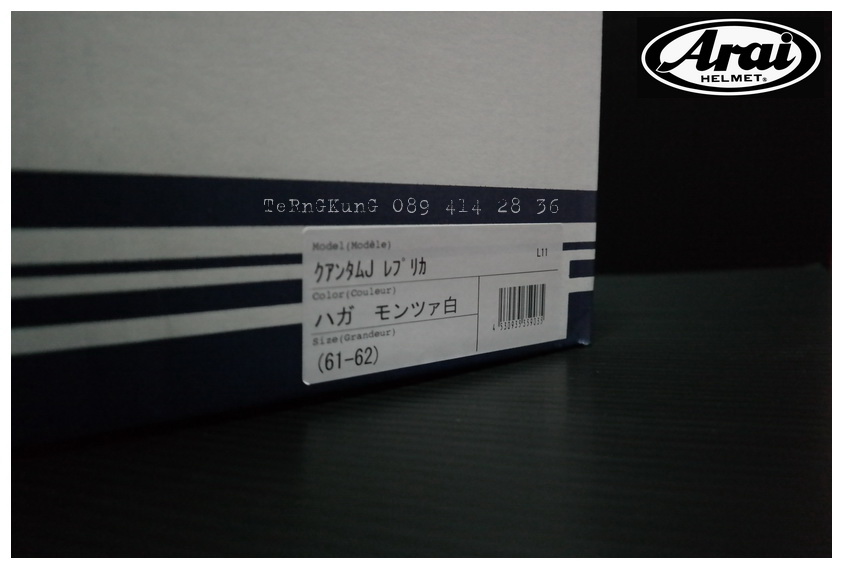 Arai
HELMET®
TeRnGKunG 089 414 28 36
Model(Modèle)
L11
クアンタムJ レプリカ
Color(Couleur)
ハガ モンツァ白
Size(Grandeur)
(61-62)